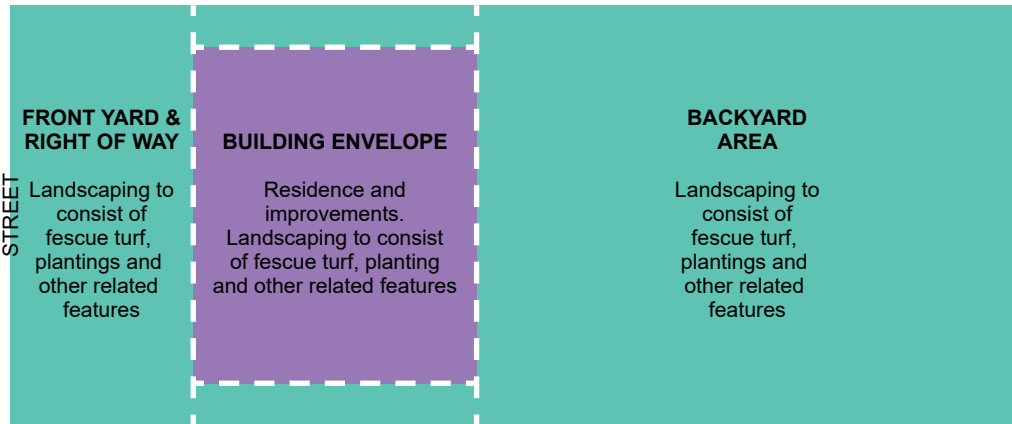 STREET
FRONT YARD &
RIGHT OF WAY
Landscaping to
consist of
fescue turf,
plantings and
other related
features
BUILDING ENVELOPE
Residence and
improvements.
Landscaping to consist
of fescue turf, planting
and other related features
BACKYARD
AREA
Landscaping to
consist of
fescue turf,
plantings and
other related
features